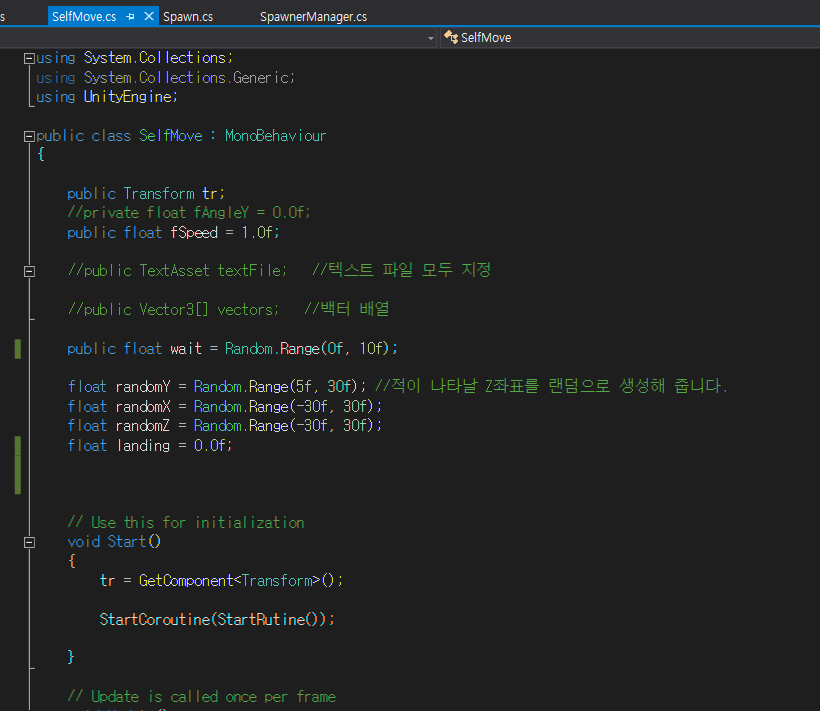 s SelfMove.cs Spawn.cs SpawnerManager.cs
SelfMove
using System.Collections;
using System.Collections.Generic;
using UnityEngine;
public class SelfMove : MonoBehaviour
{
public Transform tr;
//private float fAngleY = 0.0f;
public float fSpeed = 1.0f;
//public TextAsset textFile; //텍스트 파일 모두 지정
//public Vector3[] vectors; //백터 배열
public float wait = Random.Range(0f, 10f);
float randomY = Random.Range(5f, 30f); //적이 나타날 Z좌표를 랜덤으로 생성해 줍니다.
float randomX = Random.Range(-30f, 30f);
float randomZ = Random.Range(-30f, 30f);
float landing = 0.0f;
// Use this for initialization
void Start()
{
tr = GetComponent<Transform>();
StartCoroutine(StartRutine());
}
// Update is called once per frame